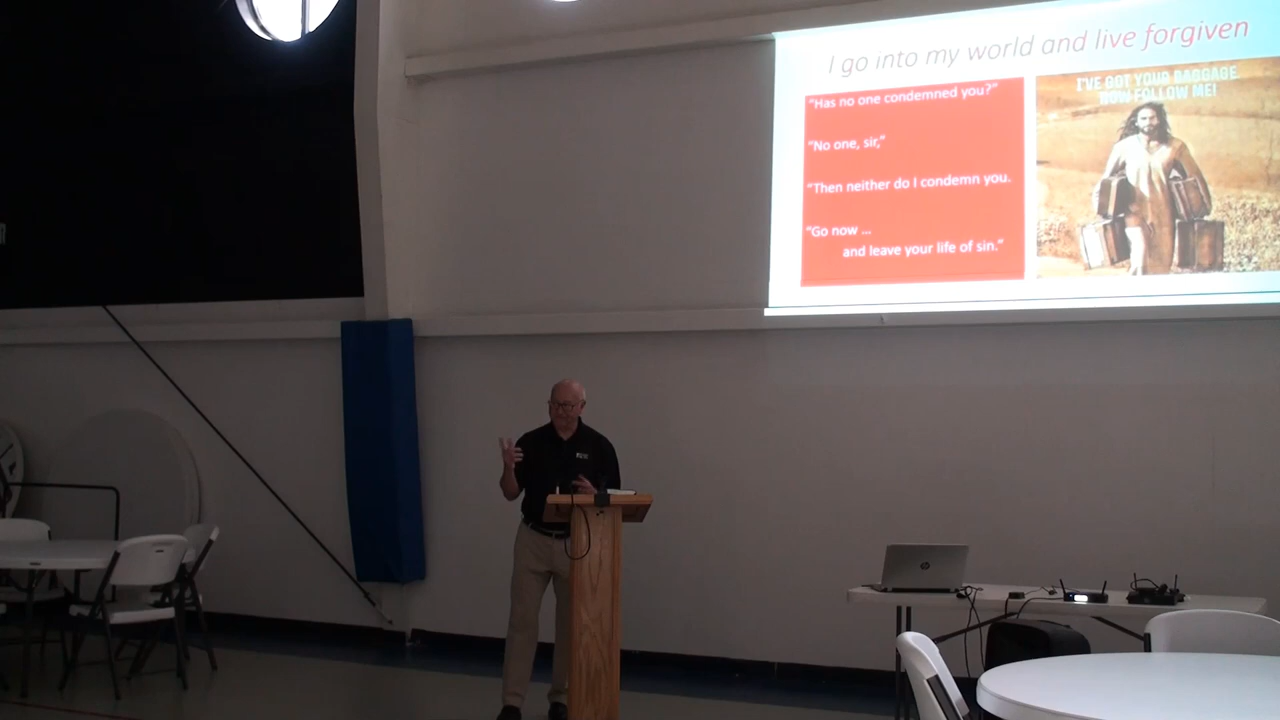 I go into my world and live forgiven
"Has no one condemned you?"
"No one, sir,"
"Then neither do I condemn you.
"Go now ...
and leave your life of sin."
I'VE GOT YOUR BAGGAGE
NOW FOLLOW ME!
hp